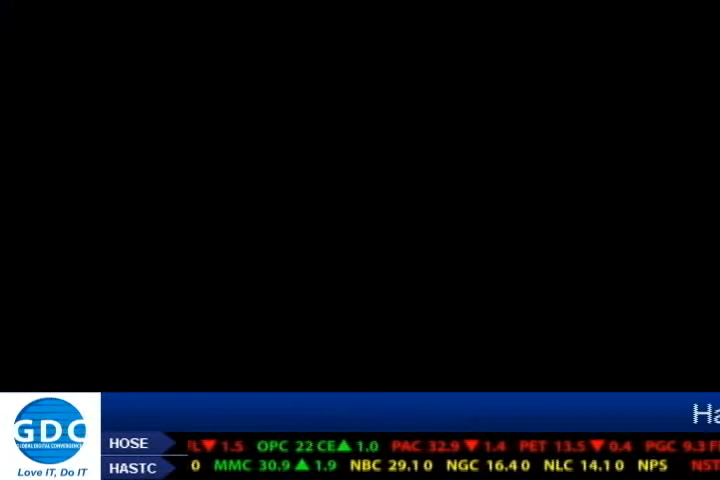 Ha
GDC
GLOBAL DIGITAL CONVERGENCE
Love IT, Do IT
HOSE
▼ 1.5 OPC 22 CE ▲ 1.0 PAC 32.9 ▼ 1.4 PET 13.5 ▼ 0.4 PGC 9.3
HASTC
0 MMC 30.9 ▲ 1.9 NBC 29.1 0 NGC 16.4 0 NLC 14.1 0 NPS NST